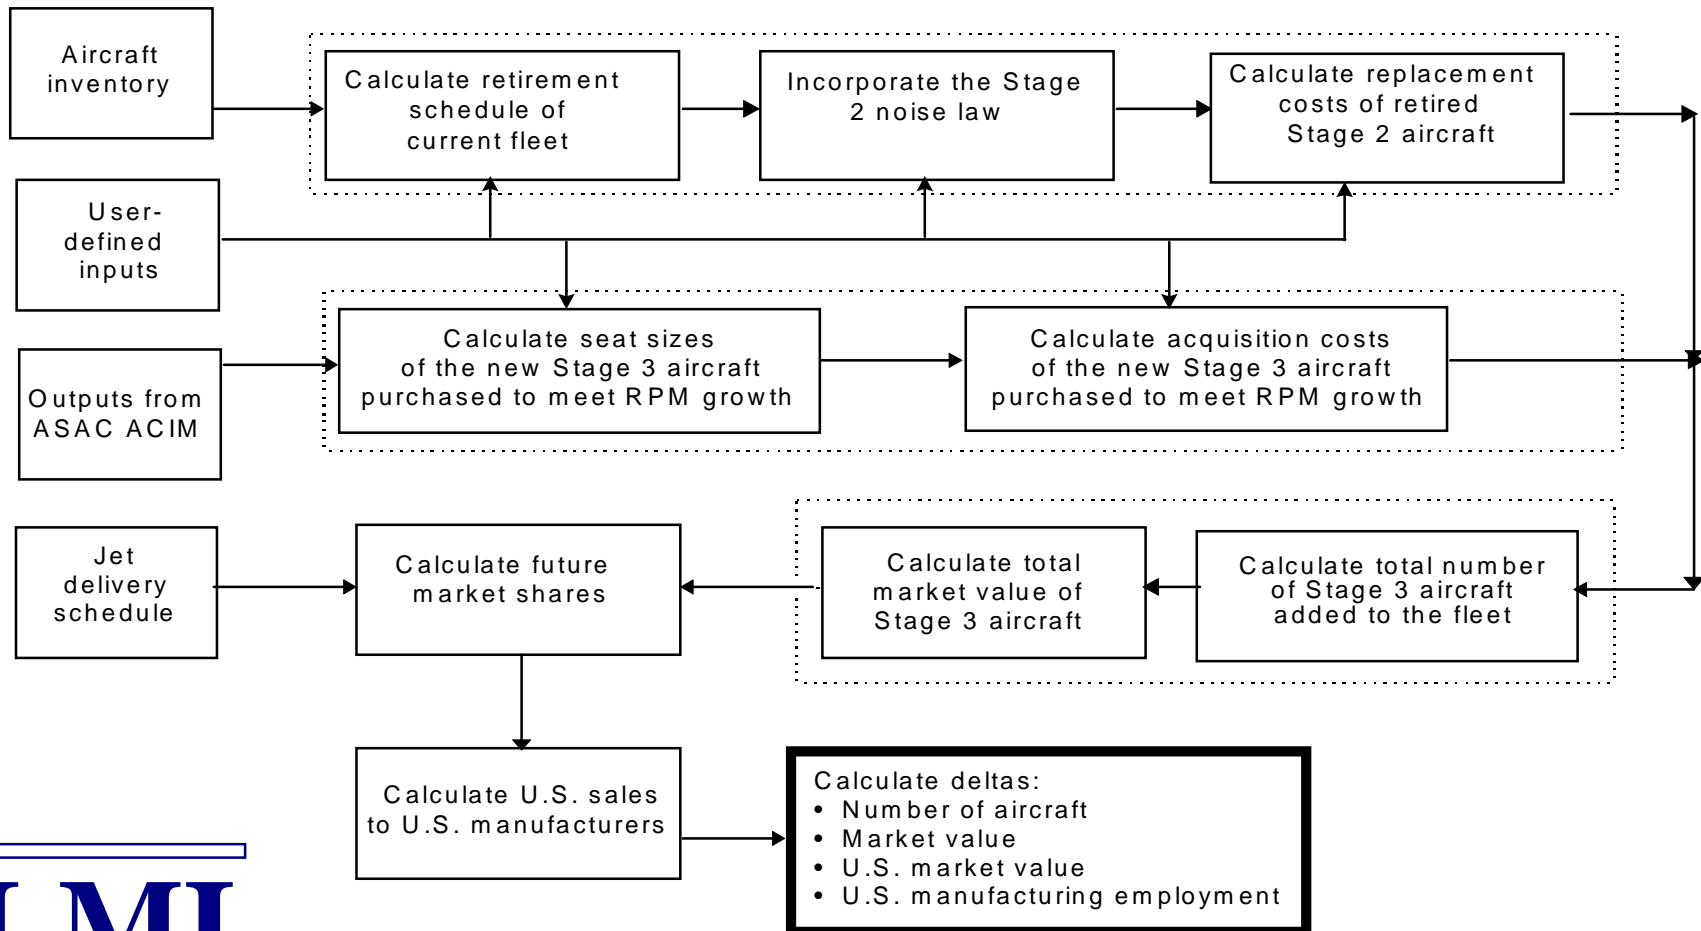 Aircraft
inventory
Calculate retirement
schedule of
current fleet
Incorporate the Stage
2 noise law
Calculate replacement
costs of retired
Stage 2 aircraft
User-
defined
inputs
Outputs from
ASAC ACIM
Calculate seat sizes
of the new Stage 3 aircraft
purchased to meet RPM growth
Calculate acquisition costs
of the new Stage 3 aircraft
purchased to meet RPM growth
Jet
delivery
schedule
Calculate future
market shares
Calculate total
market value of
Stage 3 aircraft
Calculate total number
of Stage 3 aircraft
added to the fleet
Calculate U.S. sales
to U.S. manufacturers
Calculate deltas:
• Number of aircraft
• Market value
• U.S. market value
• U.S. manufacturing employment